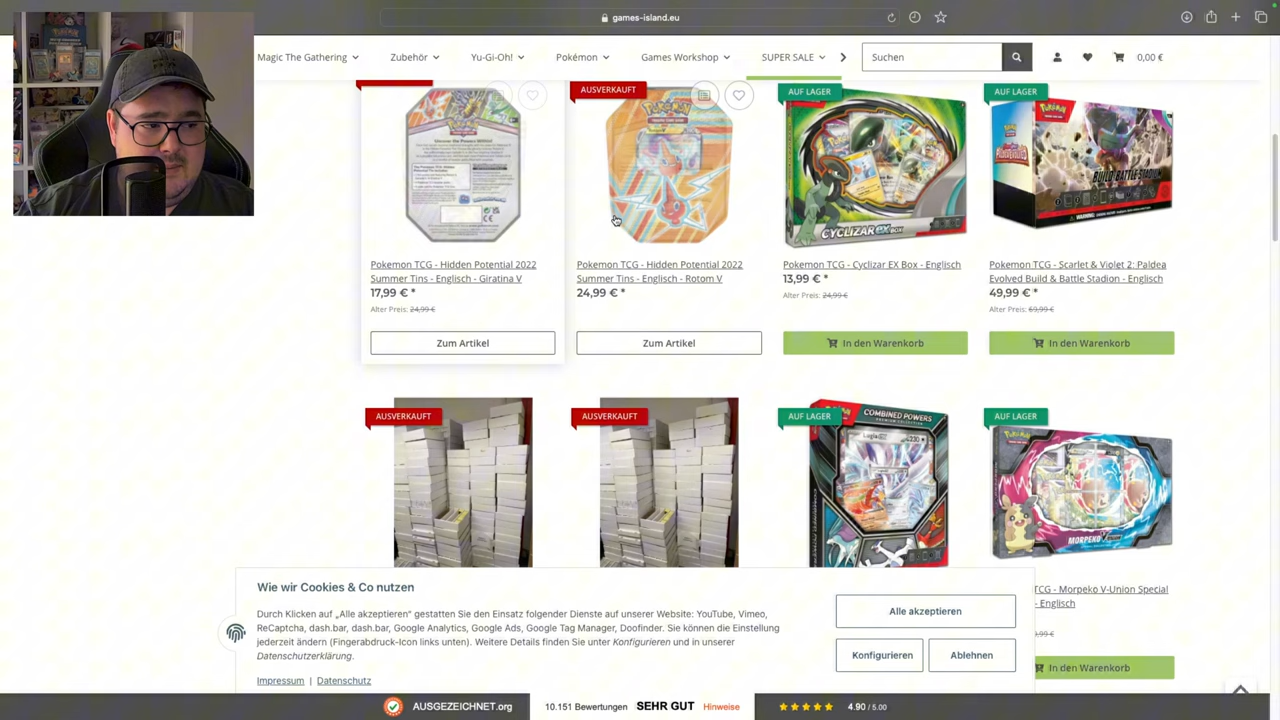 games-island.eu
Magic The Gathering
Zubehör
Yu-Gi-Oh!
Pokémon
Games Workshop
SUPER SALE
Suchen
0,00 €
AUSVERKAUFT
AUF LAGER
AUF LAGER
CYCLIZAR ex BOX
BUILD & BATTLE STADIUM
Pokemon TCG - Hidden Potential 2022
Summer Tins - Englisch - Giratina V
17,99 € *
Alter Preis: 24,99 €
Zum Artikel
Pokemon TCG - Hidden Potential 2022
Summer Tins - Englisch - Rotom V
24,99 € *
Zum Artikel
Pokemon TCG - Cyclizar EX Box - Englisch
13,99 € *
Alter Preis: 24,99 €
In den Warenkorb
Pokemon TCG - Scarlet & Violet 2: Paldea
Evolved Build & Battle Stadion - Englisch
49,99 € *
Alter Preis: 69,99 €
In den Warenkorb
AUSVERKAUFT
AUSVERKAUFT
AUF LAGER
AUF LAGER
COMBINED POWERS
MORPEKO
TCG - Morpeko V-Union Special
- Englisch
In den Warenkorb
Wie wir Cookies & Co nutzen
Durch Klicken auf „Alle akzeptieren“ gestatten Sie den Einsatz folgender Dienste auf unserer Website: YouTube, Vimeo,
ReCaptcha, dash.bar, dash.bar, Google Analytics, Google Ads, Google Tag Manager, Doofinder. Sie können die Einstellung
jederzeit ändern (Fingerabdruck-Icon links unten). Weitere Details finden Sie unter Konfigurieren und in unserer
Datenschutzerklärung.
Impressum | Datenschutz
Alle akzeptieren
Konfigurieren
Ablehnen
AUSGEZEICHNET.org
10.151 Bewertungen SEHR GUT Hinweise
4.90 / 5.00